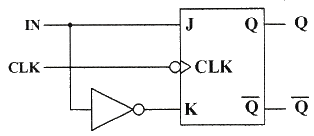 IN J Q Q
CLK CLK
K Q̅ Q̅